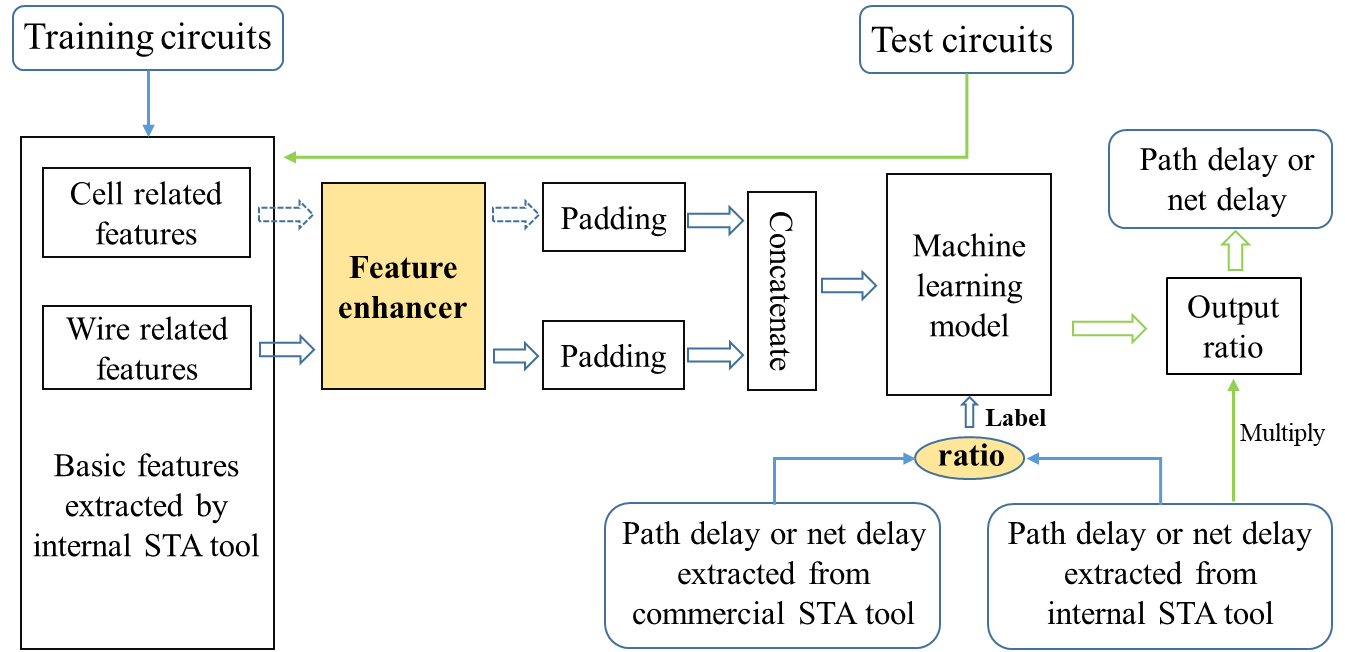 Training circuits
Test circuits
Cell related
features
Wire related
features
Basic features
extracted by
internal STA tool
Feature
enhancer
Padding
Padding
Concatenate
Machine
learning
model
Label
ratio
Path delay or net delay
extracted from
commercial STA tool
Path delay or net delay
extracted from
internal STA tool
Multiply
Output
ratio
Path delay or
net delay